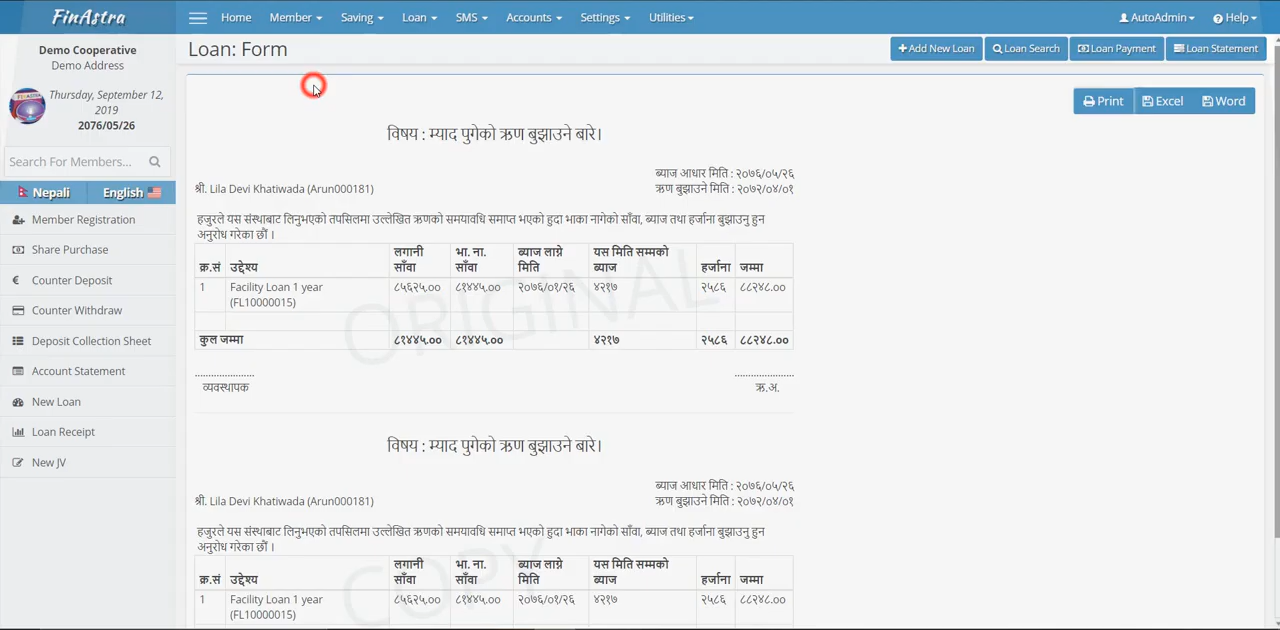 FinAstra
Home Member Saving Loan SMS Accounts Settings Utilities AutoAdmin Help
Demo Cooperative
Demo Address
Thursday, September 12, 2019
2076/05/26
Search For Members...
Nepali English
Member Registration
Share Purchase
Counter Deposit
Counter Withdraw
Deposit Collection Sheet
Account Statement
New Loan
Loan Receipt
New JV
Loan: Form
+Add New Loan Loan Search Loan Payment Loan Statement
Print Excel Word
विषय : म्याद पुगेको ऋण बुझाउने बारे।
ब्याज आधार मिति : २०७६/०५/२६
श्री. Lila Devi Khatiwada (Arun000181) ऋण बुझाउने मिति : २०७२/०४/०१
हजुरले यस संस्थाबाट लिनुभएको तपसिलमा उल्लेखित ऋणको समयावधि समाप्त भएको हुदा भाका नागेको साँवा, ब्याज तथा हर्जाना बुझाउनु हुन
अनुरोध गरेका छौं ।
क्र.सं उद्देश्य लगानी साँवा भा. ना. साँवा ब्याज लाग्ने मिति यस मिति सम्मको ब्याज हर्जाना जम्मा
1 Facility Loan 1 year (FL10000015) ८५६२५.०० ८१४४५.०० २०७६/०१/२६ ४२१७ २५८६ ८८२४८.००
कुल जम्मा ८१४४५.०० ८१४४५.०० ४२१७ २५८६ ८८२४८.००
ORIGINAL
.....................  .....................
व्यवस्थापक ऋ.अ.
विषय : म्याद पुगेको ऋण बुझाउने बारे।
ब्याज आधार मिति : २०७६/०५/२६
श्री. Lila Devi Khatiwada (Arun000181) ऋण बुझाउने मिति : २०७२/०४/०१
हजुरले यस संस्थाबाट लिनुभएको तपसिलमा उल्लेखित ऋणको समयावधि समाप्त भएको हुदा भाका नागेको साँवा, ब्याज तथा हर्जाना बुझाउनु हुन
अनुरोध गरेका छौं ।
क्र.सं उद्देश्य लगानी साँवा भा. ना. साँवा ब्याज लाग्ने मिति यस मिति सम्मको ब्याज हर्जाना जम्मा
1 Facility Loan 1 year (FL10000015) ८५६२५.०० ८१४४५.०० २०७६/०१/२६ ४२१७ २५८६ ८८२४८.००
COPY